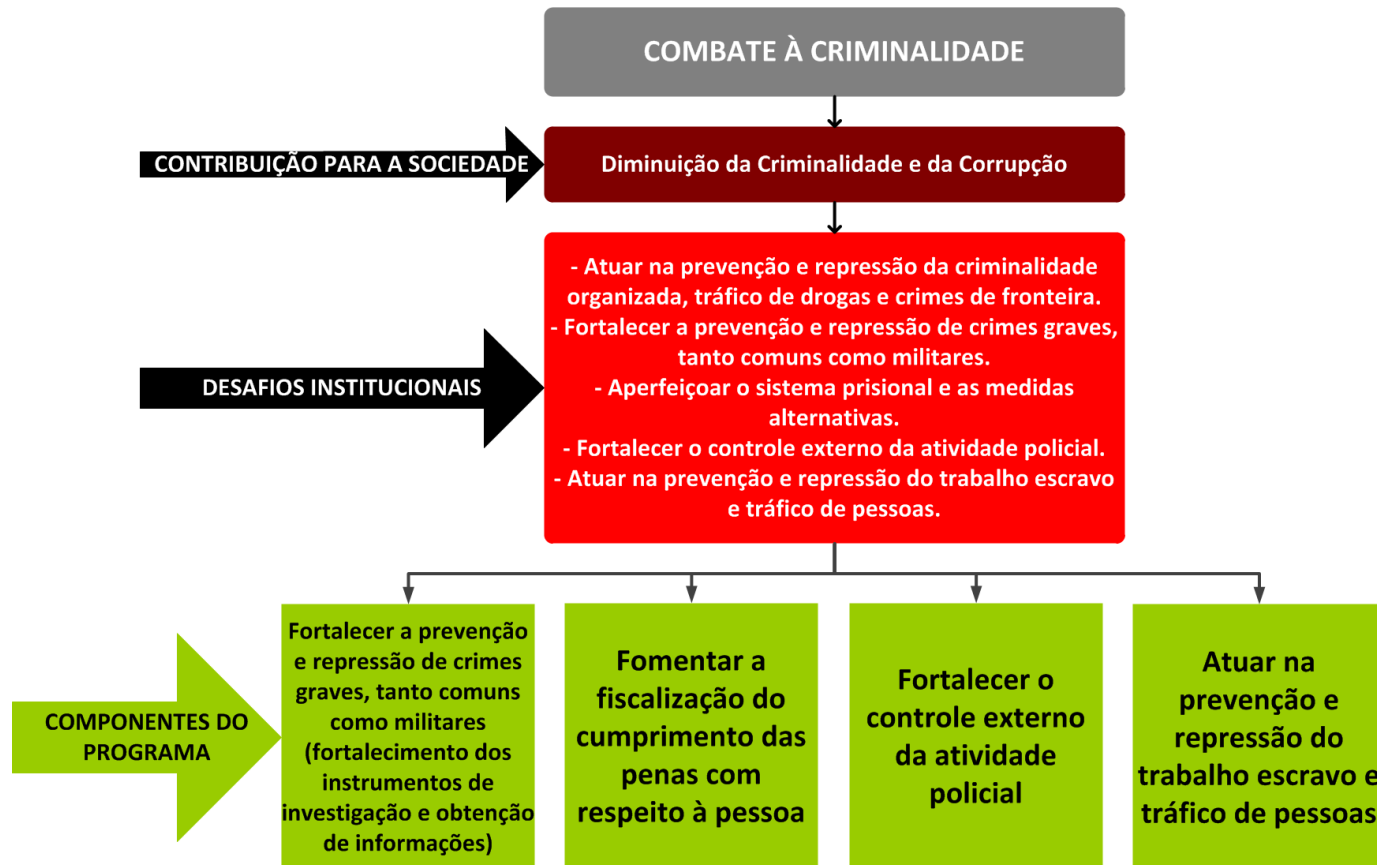 COMBATE À CRIMINALIDADE
CONTRIBUIÇÃO PARA A SOCIEDADE
Diminuição da Criminalidade e da Corrupção
DESAFIOS INSTITUCIONAIS
- Atuar na prevenção e repressão da criminalidade
organizada, tráfico de drogas e crimes de fronteira.
- Fortalecer a prevenção e repressão de crimes graves,
tanto comuns como militares.
- Aperfeiçoar o sistema prisional e as medidas
alternativas.
- Fortalecer o controle externo da atividade policial.
- Atuar na prevenção e repressão do trabalho escravo
e tráfico de pessoas.
COMPONENTES DO
PROGRAMA
Fortalecer a prevenção
e repressão de crimes
graves, tanto comuns
como militares
(fortalecimento dos
instrumentos de
investigação e obtenção
de informações)
Fomentar a
fiscalização do
cumprimento das
penas com
respeito à pessoa
Fortalecer o
controle externo
da atividade
policial
Atuar na
prevenção e
repressão do
trabalho escravo e
tráfico de pessoas